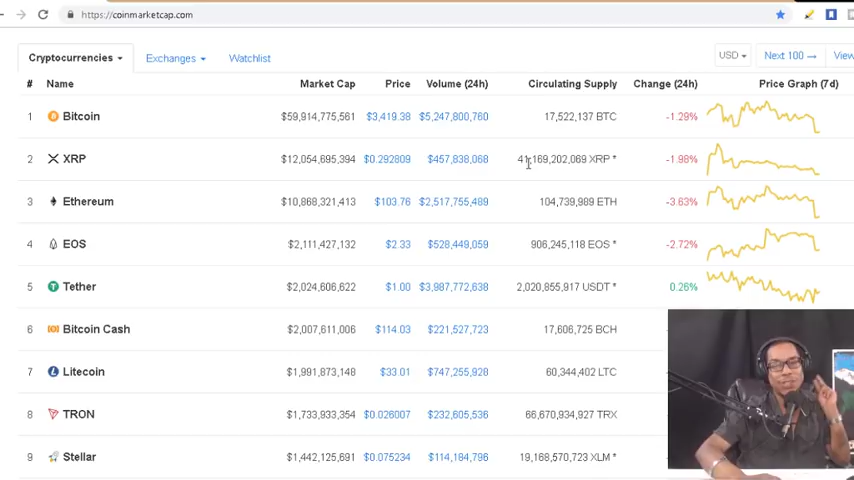 https://coinmarketcap.com
Cryptocurrencies Exchanges Watchlist USD Next 100 → View
# Name Market Cap Price Volume (24h) Circulating Supply Change (24h) Price Graph (7d)
1 Bitcoin $59,914,775,561 $3,419.38 $5,247,800,760 17,522,137 BTC -1.29%
2 XRP $12,054,695,394 $0.292809 $457,838,068 41,169,202,069 XRP * -1.98%
3 Ethereum $10,868,321,413 $103.76 $2,517,755,489 104,739,989 ETH -3.63%
4 EOS $2,111,427,132 $2.33 $528,449,059 906,245,118 EOS * -2.72%
5 Tether $2,024,606,622 $1.00 $3,987,772,638 2,020,855,917 USDT * 0.26%
6 Bitcoin Cash $2,007,611,006 $114.03 $221,527,723 17,606,725 BCH
7 Litecoin $1,991,873,148 $33.01 $747,255,928 60,344,402 LTC
8 TRON $1,733,933,354 $0.026007 $232,605,536 66,670,934,927 TRX
9 Stellar $1,442,125,691 $0.075234 $114,184,796 19,168,570,723 XLM *